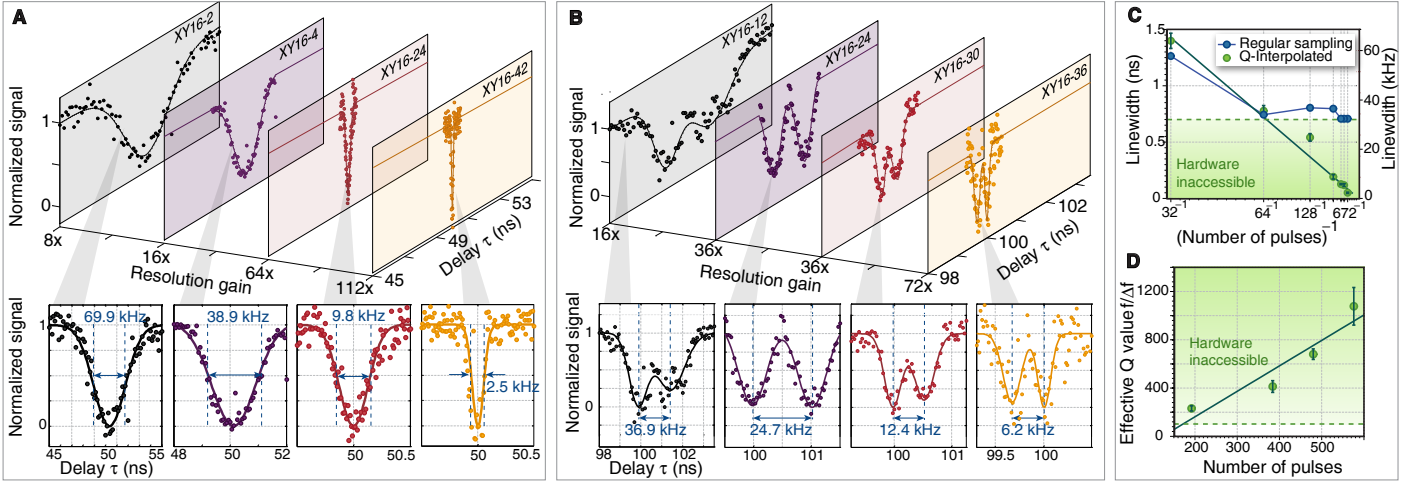 A
XY16-2
XY16-4
XY16-24
XY16-42
Normalized signal
1
0
8x
16x
64x
112x
Resolution gain
45
49
53
Delay τ (ns)
Normalized signal
1
0
69.9 kHz
38.9 kHz
9.8 kHz
2.5 kHz
45 50 55
48 50 52
50 50.5
50 50.5
Delay τ (ns)
B
XY16-12
XY16-24
XY16-30
XY16-36
Normalized signal
1
0
16x
36x
36x
72x
Resolution gain
98
100
102
Delay τ (ns)
Normalized signal
1
0
36.9 kHz
24.7 kHz
12.4 kHz
6.2 kHz
98 100 102
100 101
100 101
99.5 100
Delay τ (ns)
C
Regular sampling
Q-Interpolated
Linewidth (ns)
1.5
1
0.5
0
60
40
20
0
Linewidth (kHz)
Hardware
inaccessible
32⁻¹ 64⁻¹ 128⁻¹ 672⁻¹
(Number of pulses)⁻¹
D
Effective Q value f/Δf
1200
800
400
0
Hardware
inaccessible
200 300 400 500
Number of pulses